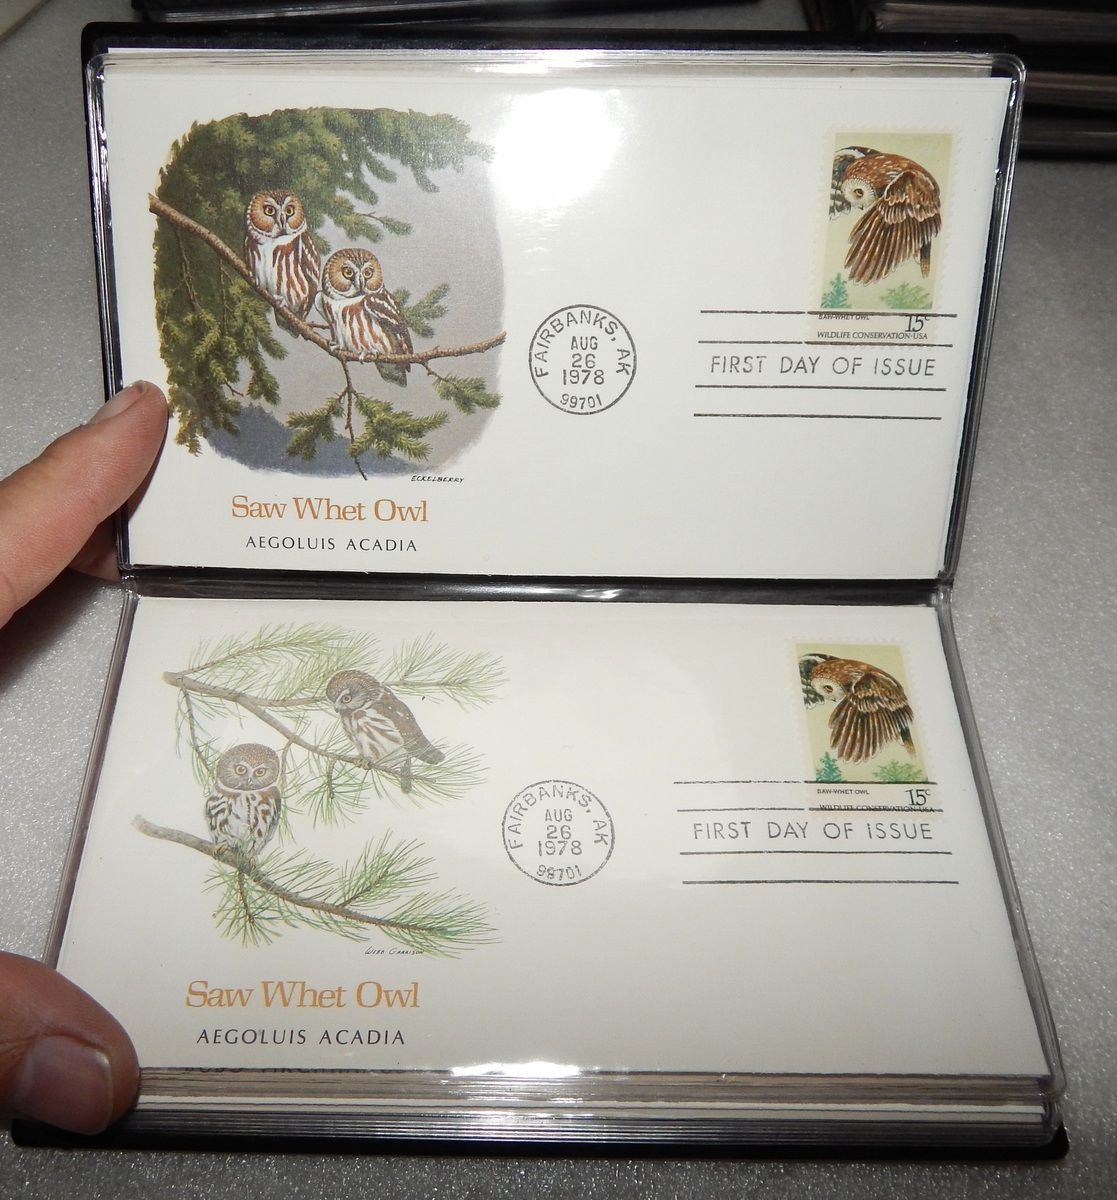 SAW-WHET OWL
15c
WILDLIFE CONSERVATION·USA
FAIRBANKS, AK
AUG
26
1978
99701
FIRST DAY OF ISSUE
ECKELBERRY
Saw Whet Owl
AEGOLUIS ACADIA
SAW-WHET OWL
15c
WILDLIFE CONSERVATION·USA
FAIRBANKS, AK
AUG
26
1978
99701
FIRST DAY OF ISSUE
WEBB GARRISON
Saw Whet Owl
AEGOLUIS ACADIA